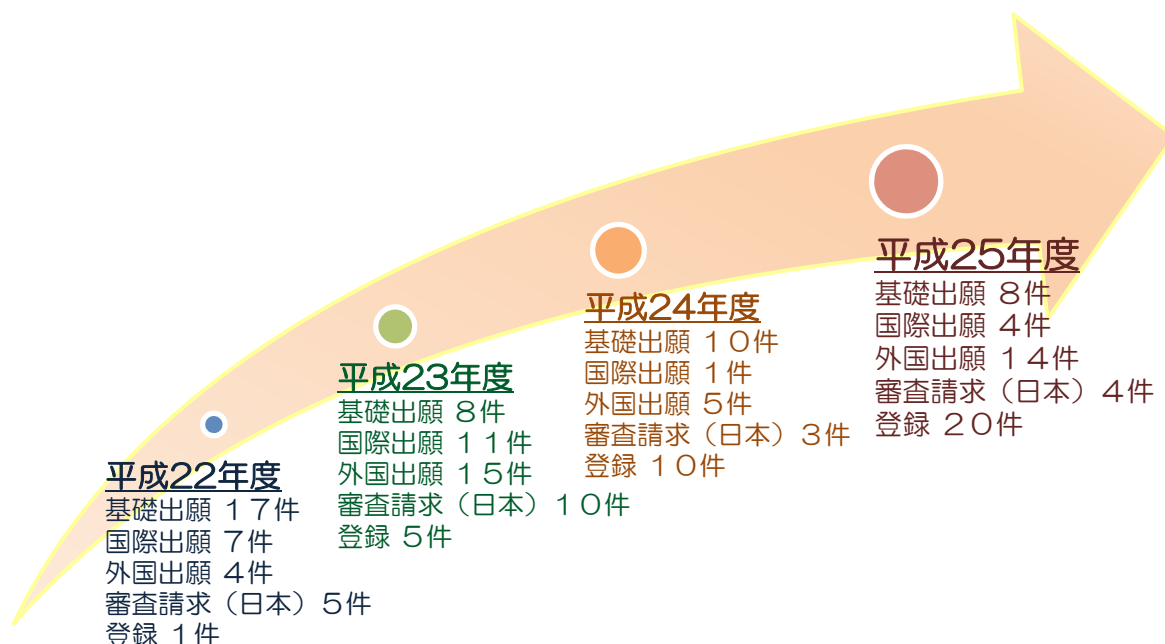 平成22年度
基礎出願 １７件
国際出願 ７件
外国出願 ４件
審査請求（日本）５件
登録 １件
平成23年度
基礎出願 ８件
国際出願 １１件
外国出願 １５件
審査請求（日本）１０件
登録 ５件
平成24年度
基礎出願 １０件
国際出願 １件
外国出願 ５件
審査請求（日本）３件
登録 １０件
平成25年度
基礎出願 ８件
国際出願 ４件
外国出願 １４件
審査請求（日本）４件
登録 ２０件